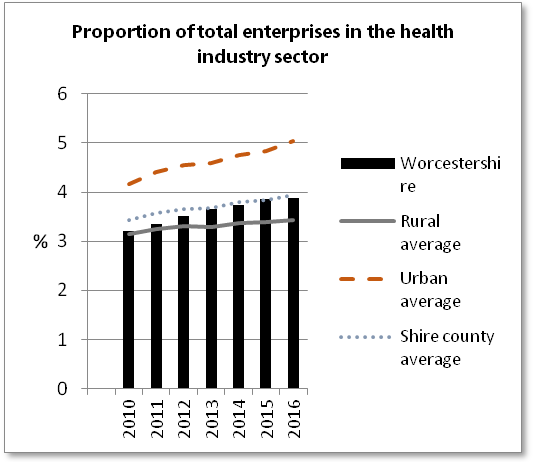 Proportion of total enterprises in the health
industry sector
6
5
4
3
2
1
0
%
2010
2011
2012
2013
2014
2015
2016
Worcestershi
re
Rural
average
Urban
average
Shire county
average